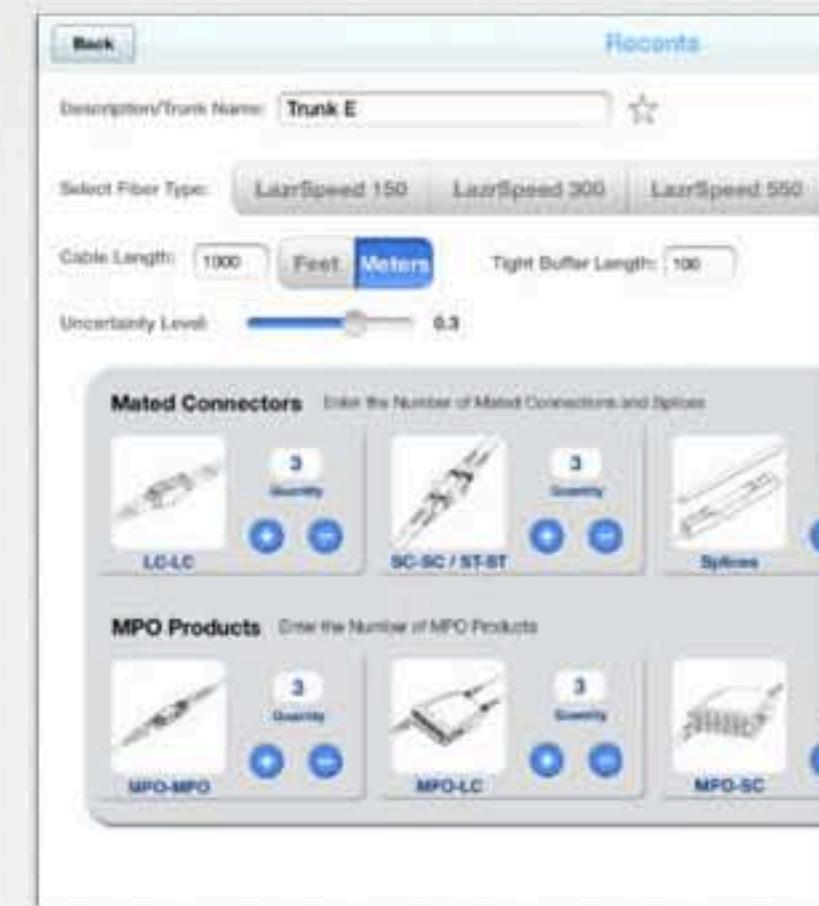 Back Recents
Description/Trunk Name: Trunk E
Select Fiber Type: LazrSpeed 150 LazrSpeed 300 LazrSpeed 550
Cable Length: 1000 Feet Meters Tight Buffer Length: 100
Uncertainty Level: 0.3
Mated Connectors Enter the Number of Mated Connections and Splices
3 3
Quantity Quantity
LC-LC SC-SC / ST-ST Splices
MPO Products Enter the Number of MPO Products
3 3
Quantity Quantity
MPO-MPO MPO-LC MPO-SC